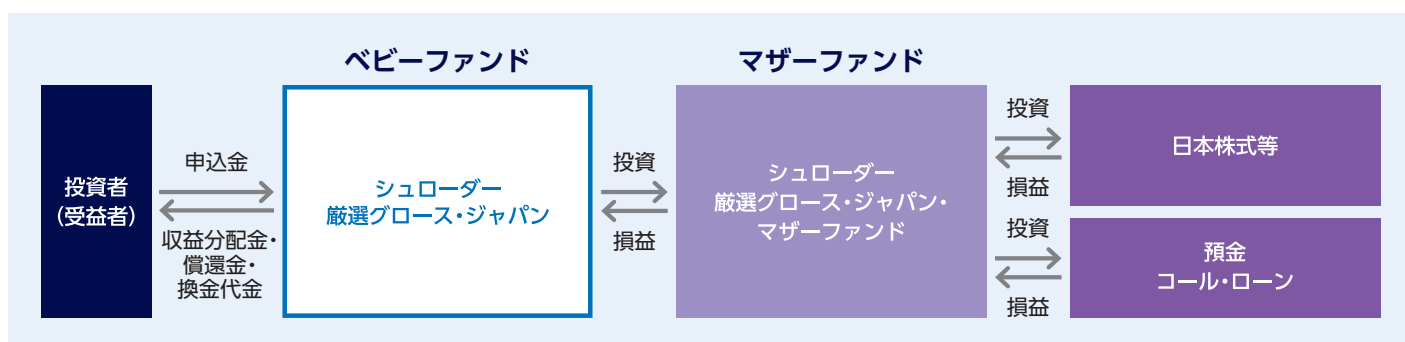 ベビーファンド
マザーファンド
投資者
(受益者)
申込金
収益分配金・
償還金・
換金代金
シュローダー
厳選グロース・ジャパン
投資
損益
シュローダー
厳選グロース・ジャパン・
マザーファンド
投資
損益
日本株式等
投資
損益
預金
コール・ローン